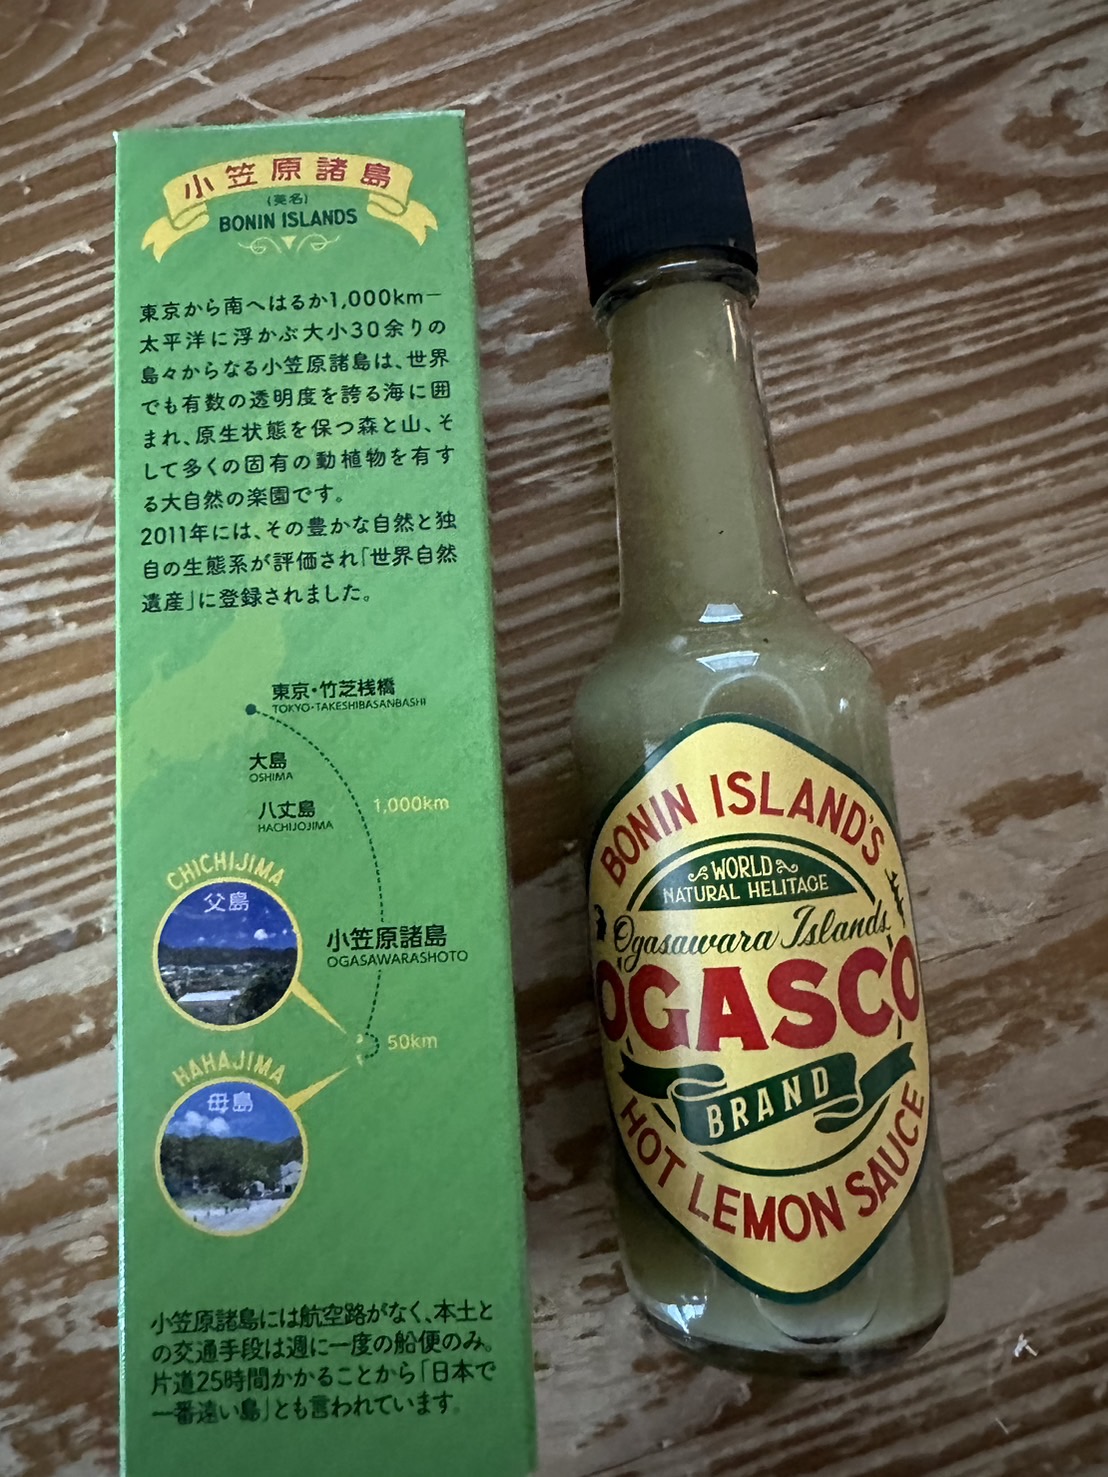 小笠原諸島
(英名)
BONIN ISLANDS
東京から南へはるか1,000km―
太平洋に浮かぶ大小30余りの
島々からなる小笠原諸島は、世界
でも有数の透明度を誇る海に囲
まれ、原生状態を保つ森と山、そ
して多くの固有の動植物を有す
る大自然の楽園です。
2011年には、その豊かな自然と独
自の生態系が評価され「世界自然
遺産」に登録されました。
東京・竹芝桟橋
TOKYO・TAKESHIBASANBASHI
大島
OSHIMA
八丈島
HACHIJOJIMA
1,000km
CHICHIJIMA
父島
小笠原諸島
OGASAWARASHOTO
50km
HAHAJIMA
母島
小笠原諸島には航空路がなく、本土と
の交通手段は週に一度の船便のみ。
片道25時間かかることから「日本で
一番遠い島」とも言われています。
BONIN ISLAND'S
WORLD
NATURAL HELITAGE
Ogasawara Islands
OGASCO
BRAND
HOT LEMON SAUCE